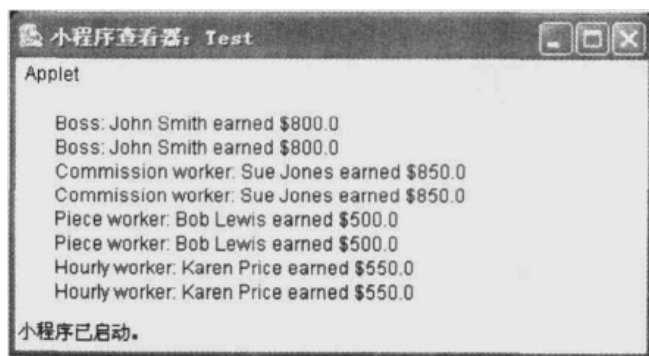 小程序查看器: Test
Applet
Boss: John Smith earned $800.0
Boss: John Smith earned $800.0
Commission worker: Sue Jones earned $850.0
Commission worker: Sue Jones earned $850.0
Piece worker: Bob Lewis earned $500.0
Piece worker: Bob Lewis earned $500.0
Hourly worker: Karen Price earned $550.0
Hourly worker: Karen Price earned $550.0
小程序已启动。